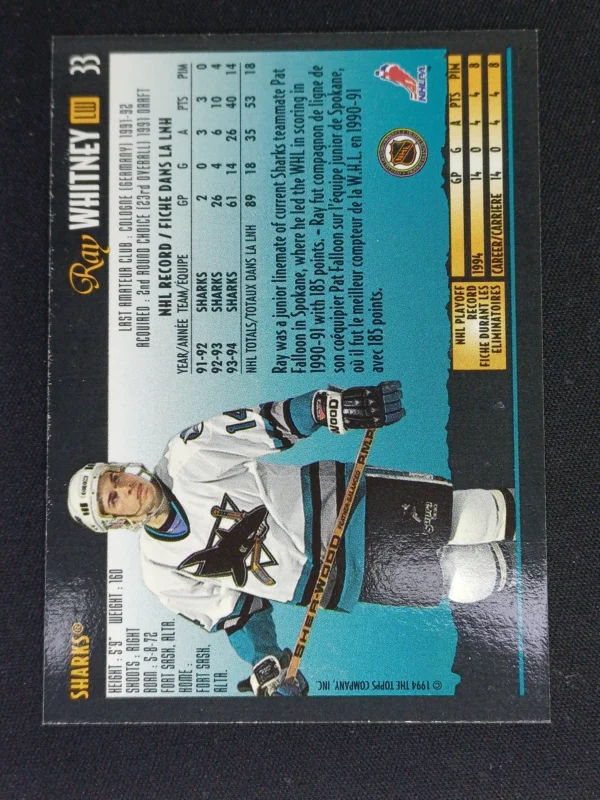 SHARKS®
Ray WHITNEY LW 33
HEIGHT : 5'9" WEIGHT : 160
SHOOTS : RIGHT
BORN : 5-8-72
FORT SASK, ALTA.
HOME :
FORT SASK,
ALTA.
LAST AMATEUR CLUB : COLOGNE (GERMANY) 1991-92
ACQUIRED : 2nd ROUND CHOICE (23rd OVERALL) 1991 DRAFT
NHL RECORD / FICHE DANS LA LNH
YEAR/ANNÉE TEAM/ÉQUIPE GP G A PTS PIM
91-92 SHARKS 2 0 3 3 0
92-93 SHARKS 26 4 6 10 4
93-94 SHARKS 61 14 26 40 14
NHL TOTALS/TOTAUX DANS LA LNH 89 18 35 53 18
Ray was a junior linemate of current Sharks teammate Pat
Falloon in Spokane, where he led the WHL in scoring in
1990-91 with 185 points. - Ray fut compagnon de ligne de
son coéquipier Pat Falloon sur l'équipe junior de Spokane,
où il fut le meilleur compteur de la W.H.L. en 1990-91
avec 185 points.
14
WOOD
SHER-WOOD
P.M.P.
NHLPA
NHL
NHL PLAYOFF
RECORD
FICHE DURANT LES
ELIMINATOIRES
GP G A PTS PIM
1994 14 0 4 4 8
CAREER/CARRIÈRE 14 0 4 4 8
© 1994 THE TOPPS COMPANY, INC.